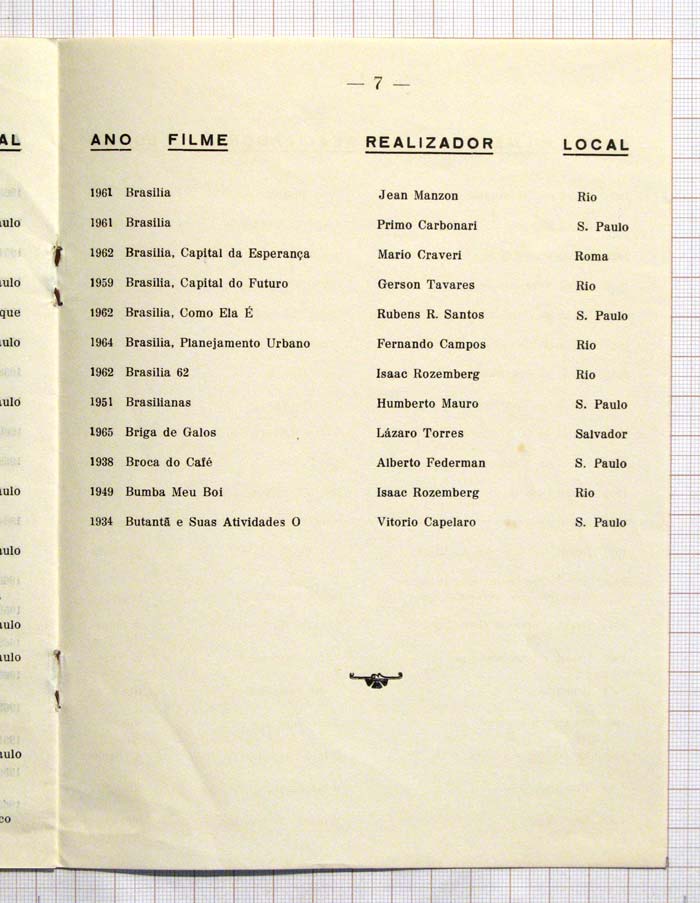 — 7 —
ANO FILME REALIZADOR LOCAL
1961 Brasilia Jean Manzon Rio
1961 Brasilia Primo Carbonari S. Paulo
1962 Brasilia, Capital da Esperança Mario Craveri Roma
1959 Brasilia, Capital do Futuro Gerson Tavares Rio
1962 Brasilia, Como Ela É Rubens R. Santos S. Paulo
1964 Brasilia, Planejamento Urbano Fernando Campos Rio
1962 Brasilia 62 Isaac Rozemberg Rio
1951 Brasilianas Humberto Mauro S. Paulo
1965 Briga de Galos Lázaro Torres Salvador
1938 Broca do Café Alberto Federman S. Paulo
1949 Bumba Meu Boi Isaac Rozemberg Rio
1934 Butantã e Suas Atividades O Vitorio Capelaro S. Paulo